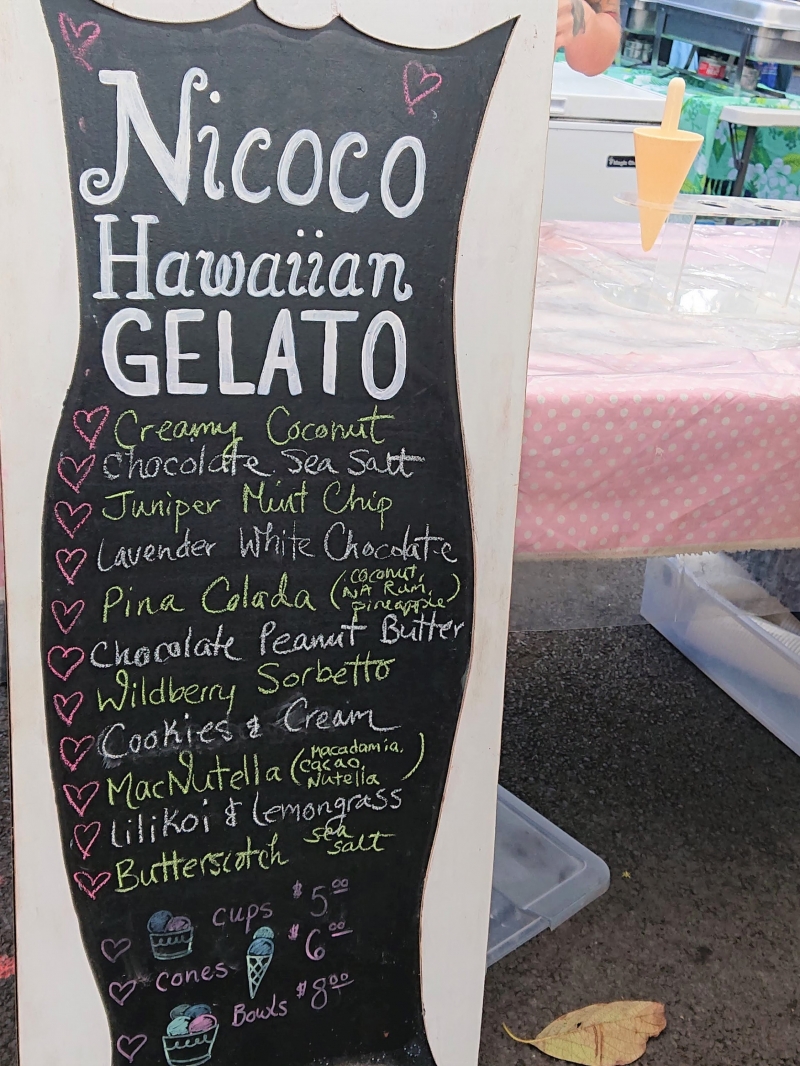 Nicoco
Hawaiian
GELATO
Creamy Coconut
Chocolate Sea Salt
Juniper Mint Chip
Lavender White Chocolate
Pina Colada (coconut, NA Rum, pineapple)
Chocolate Peanut Butter
Wildberry Sorbetto
Cookies & Cream
MacNutella (Macadamia, cacao, Nutella)
Lilikoi & Lemongrass
Butterscotch sea salt
cups $5.00
cones $6.00
Bowls $8.00